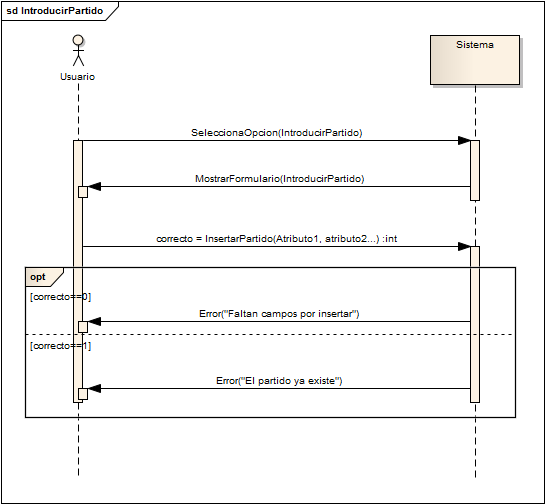 sd IntroducirPartido
Usuario
Sistema
SeleccionaOpcion(IntroducirPartido)
MostrarFormulario(IntroducirPartido)
correcto = InsertarPartido(Atributo1, atributo2...) :int
opt
[correcto==0]
Error("Faltan campos por insertar")
[correcto==1]
Error("El partido ya existe")